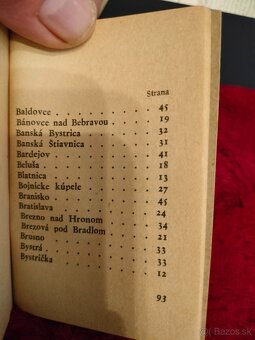 Strana
Baldovce . . . . . . . 45
Bánovce nad Bebravou . . 19
Banská Bystrica . . . . 32
Banská Štiavnica . . . . 31
Bardejov . . . . . . . 41
Beluša . . . . . . . . 18
Blatnica . . . . . . . 13
Bojnicke kúpele . . . . 27
Branisko . . . . . . . 45
Bratislava . . . . . . 24
Brezno nad Hronom . . . 34
Brezová pod Bradlom . . 21
Brusno . . . . . . . . 33
Bystrá . . . . . . . . 33
Bystrička . . . . . . . 12
93
bazos.sk